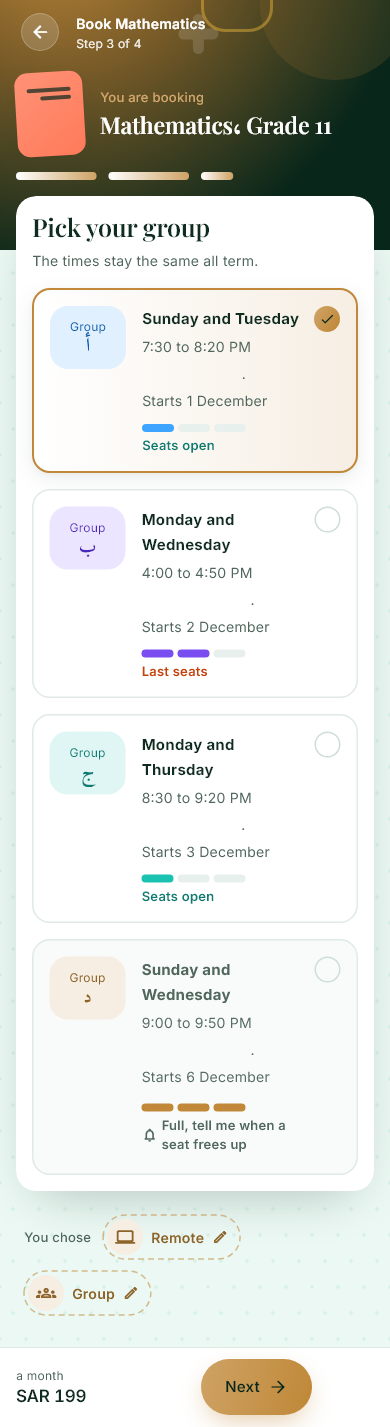 Book Mathematics
Step 3 of 4
You are booking
Mathematics، Grade 11
Pick your group
The times stay the same all term.
Group
أ
Sunday and Tuesday
7:30 to 8:20 PM
·
Starts 1 December
Seats open
Group
ب
Monday and
Wednesday
4:00 to 4:50 PM
·
Starts 2 December
Last seats
Group
ج
Monday and
Thursday
8:30 to 9:20 PM
·
Starts 3 December
Seats open
Group
د
Sunday and
Wednesday
9:00 to 9:50 PM
·
Starts 6 December
Full, tell me when a
seat frees up
You chose
Remote
Group
a month
SAR 199
Next